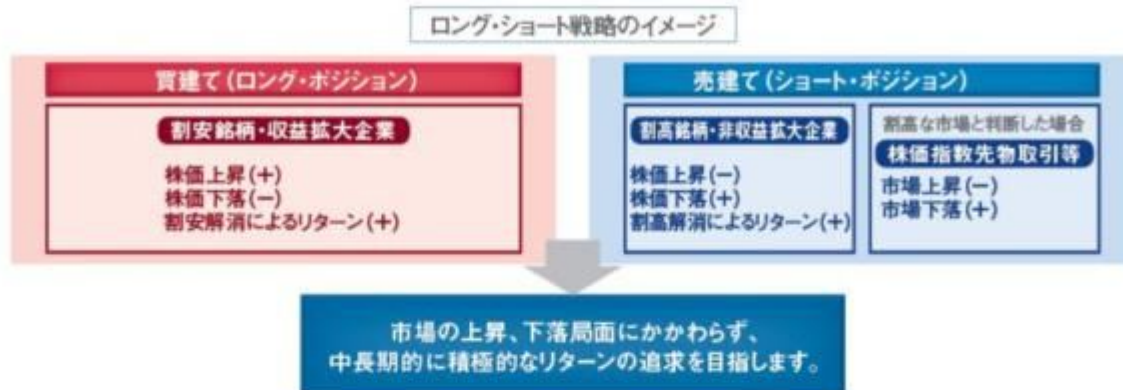 ロング・ショート戦略のイメージ
買建て(ロング・ポジション)
割安銘柄・収益拡大企業
株価上昇(+)
株価下落(−)
割安解消によるリターン(+)
売建て(ショート・ポジション)
割高銘柄・非収益拡大企業
株価上昇(−)
株価下落(+)
割高解消によるリターン(+)
割高な市場と判断した場合
株価指数先物取引等
市場上昇(−)
市場下落(+)
市場の上昇、下落局面にかかわらず、
中長期的に積極的なリターンの追求を目指します。